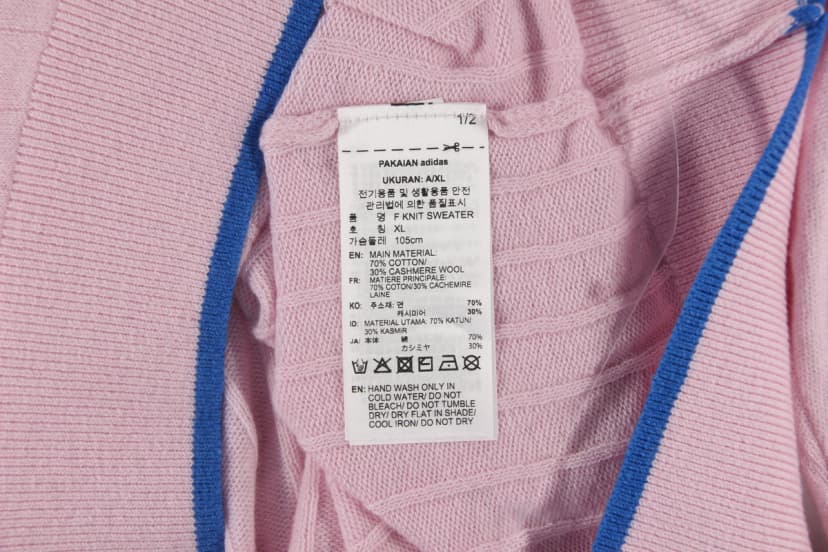 1/2
PAKAIAN adidas
UKURAN: A/XL
전기용품 및 생활용품 안전
관리법에 의한 품질표시
품 명 F KNIT SWEATER
호 칭 XL
가슴둘레 105cm
EN: MAIN MATERIAL:
70% COTTON/
30% CASHMERE WOOL
FR: MATIERE PRINCIPALE:
70% COTON/30% CACHEMIRE
LAINE
KO: 주소재: 면 70%
캐시미어 30%
ID: MATERIAL UTAMA: 70% KATUN/
30% KASMIR
JA: 本体 綿 70%
カシミヤ 30%
EN: HAND WASH ONLY IN
COLD WATER/ DO NOT
BLEACH/ DO NOT TUMBLE
DRY/ DRY FLAT IN SHADE/
COOL IRON/ DO NOT DRY